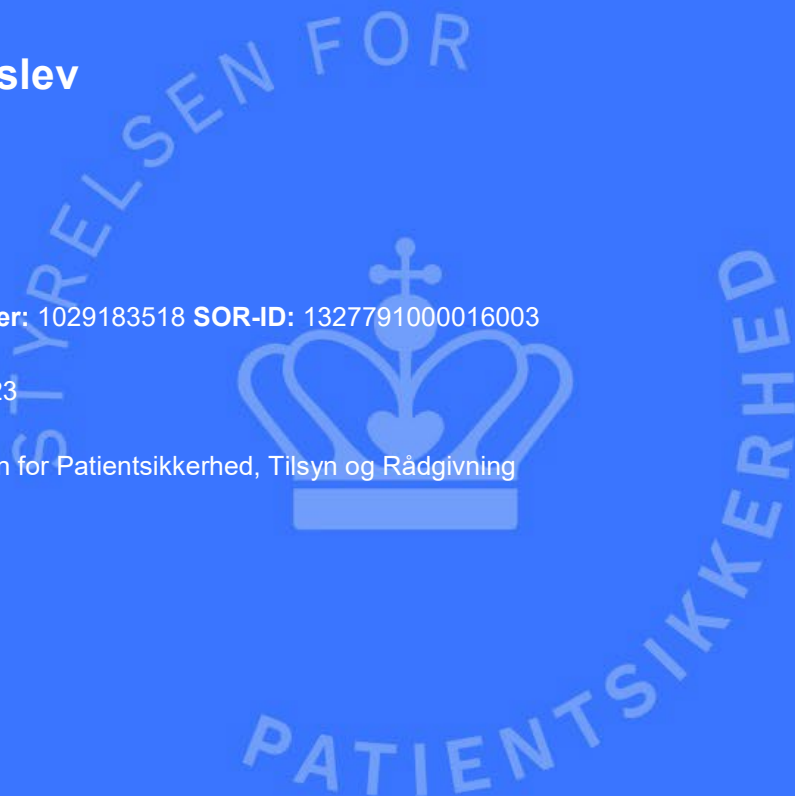 slev
er: 1029183518 SOR-ID: 1327791000016003
23
n for Patientsikkerhed, Tilsyn og Rådgivning
STYRELSEN FOR
PATIENTSIKKERHED